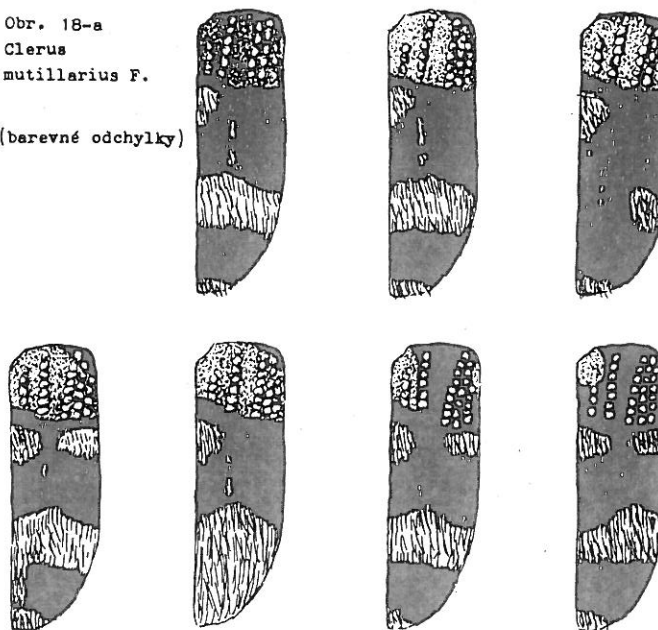 Obr. 18-a
Clerus
mutillarius F.
(barevné odchylky)